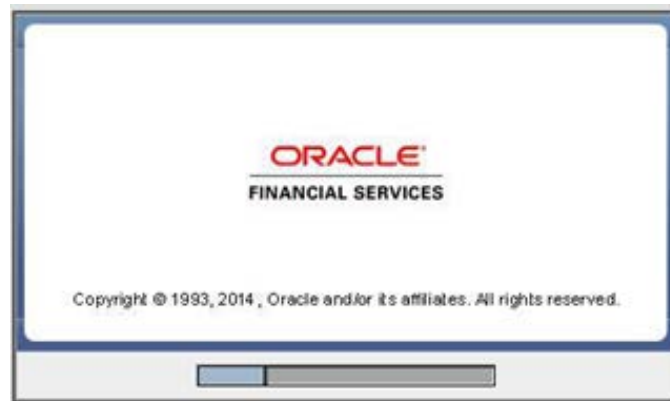 ORACLE®
FINANCIAL SERVICES
Copyright © 1993, 2014 , Oracle and/or its affiliates. All rights reserved.